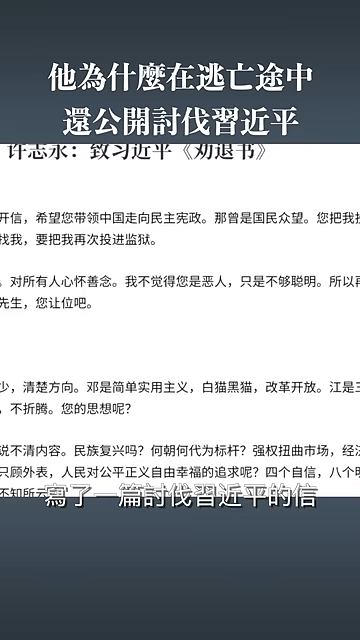 他為什麼在逃亡途中
還公開討伐習近平
许志永：致习近平《劝退书》
开信，希望您带领中国走向民主宪政。那曾是国民众望。您把我投
找我，要把我再次投进监狱。
。对所有人心怀善念。我不觉得您是恶人，只是不够聪明。所以再
先生，您让位吧。
少，清楚方向。邓是简单实用主义，白猫黑猫，改革开放。江是三
，不折腾。您的思想呢？
说不清内容。民族复兴吗？何朝何代为标杆？强权扭曲市场，经济
只顾外表，人民对公平正义自由幸福的追求呢？四个自信，八个明
不知所云
寫了一篇討伐習近平的信